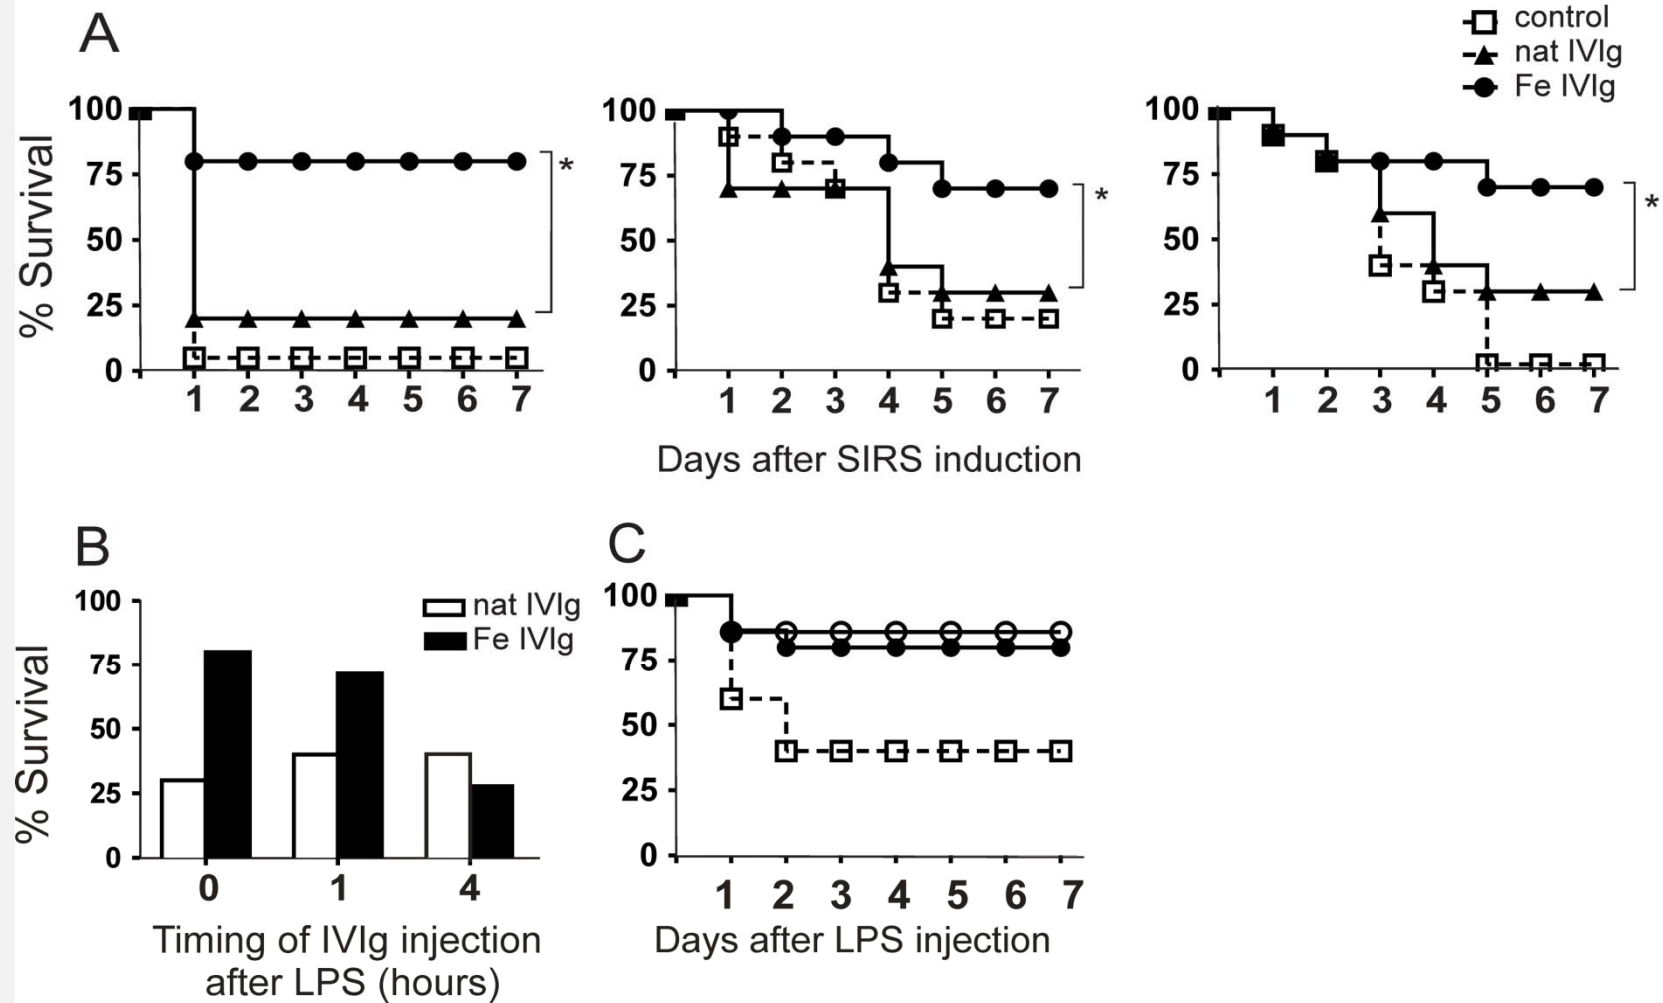 A
control
nat IVIg
Fe IVIg
% Survival
100
75
50
25
0
1 2 3 4 5 6 7
*
100
75
50
25
0
1 2 3 4 5 6 7
*
100
75
50
25
0
1 2 3 4 5 6 7
*
Days after SIRS induction
B
% Survival
100
75
50
25
0
nat IVIg
Fe IVIg
0 1 4
Timing of IVIg injection
after LPS (hours)
C
100
75
50
25
0
1 2 3 4 5 6 7
Days after LPS injection